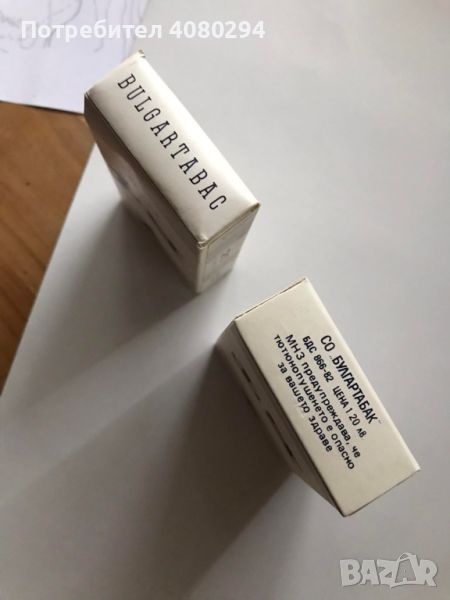 Потребител 4080294
BULGARTABAC
СО „БУЛГАРТАБАК"
БДС 866-82 ЦЕНА 1.20 лв
МНЗ предупреждава, че
тютюнопушенето е опасно
за вашето здраве
BAZAR